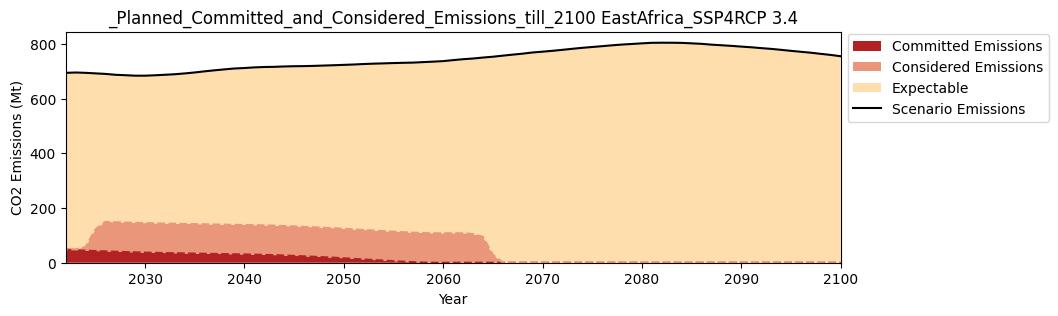 _Planned_Committed_and_Considered_Emissions_till_2100 EastAfrica_SSP4RCP 3.4
CO2 Emissions (Mt)
800
600
400
200
0
2030
2040
2050
2060
2070
2080
2090
2100
Year
Committed Emissions
Considered Emissions
Expectable
Scenario Emissions